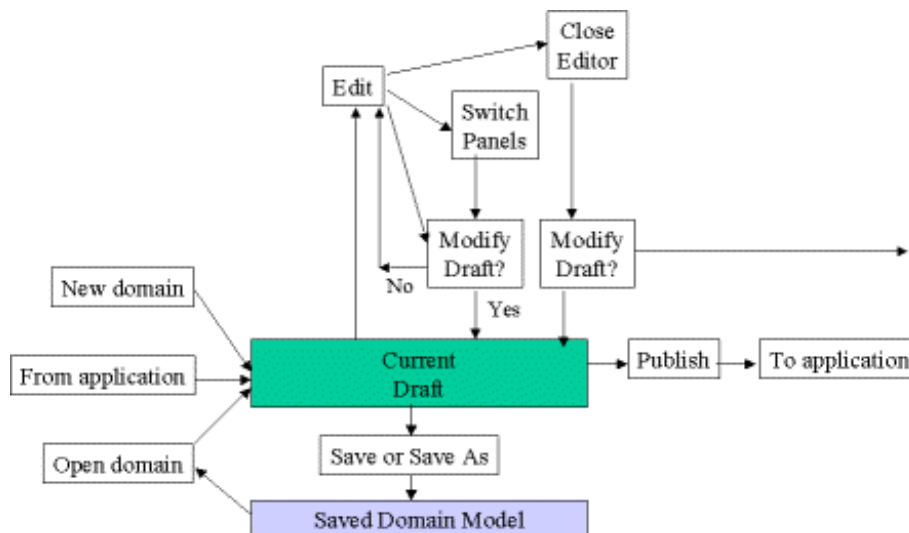 Close
Editor
Edit
Switch
Panels
Modify
Draft?
Modify
Draft?
No
Yes
New domain
From application
Open domain
Current
Draft
Publish
To application
Save or Save As
Saved Domain Model